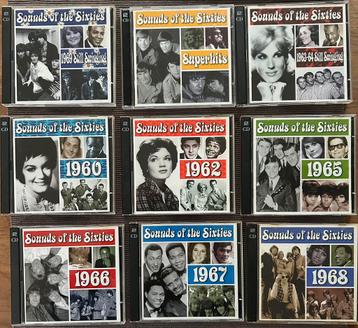 Sounds of the Sixties
1969 Still Swinging
Sounds of the Sixties
Superhits
Sounds of the Sixties
1963-64 Still Swinging
Sounds of the Sixties
1960
Sounds of the Sixties
1962
Sounds of the Sixties
1965
Sounds of the Sixties
1966
Sounds of the Sixties
1967
Sounds of the Sixties
1968